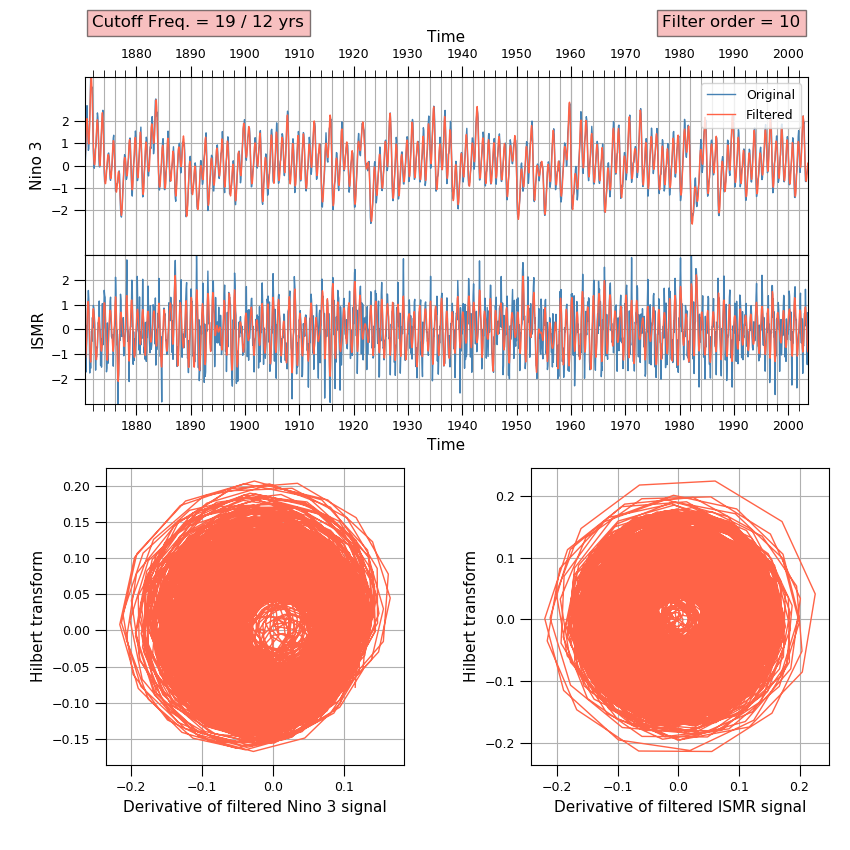 Cutoff Freq. = 19 / 12 yrs
Filter order = 10
Time
1880 1890 1900 1910 1920 1930 1940 1950 1960 1970 1980 1990 2000
Original
Filtered
Nino 3
2
1
0
−1
−2
ISMR
2
1
0
−1
−2
1880 1890 1900 1910 1920 1930 1940 1950 1960 1970 1980 1990 2000
Time
Hilbert transform
0.20
0.15
0.10
0.05
0.00
−0.05
−0.10
−0.15
−0.2 −0.1 0.0 0.1
Derivative of filtered Nino 3 signal
Hilbert transform
0.2
0.1
0.0
−0.1
−0.2
−0.2 −0.1 0.0 0.1 0.2
Derivative of filtered ISMR signal